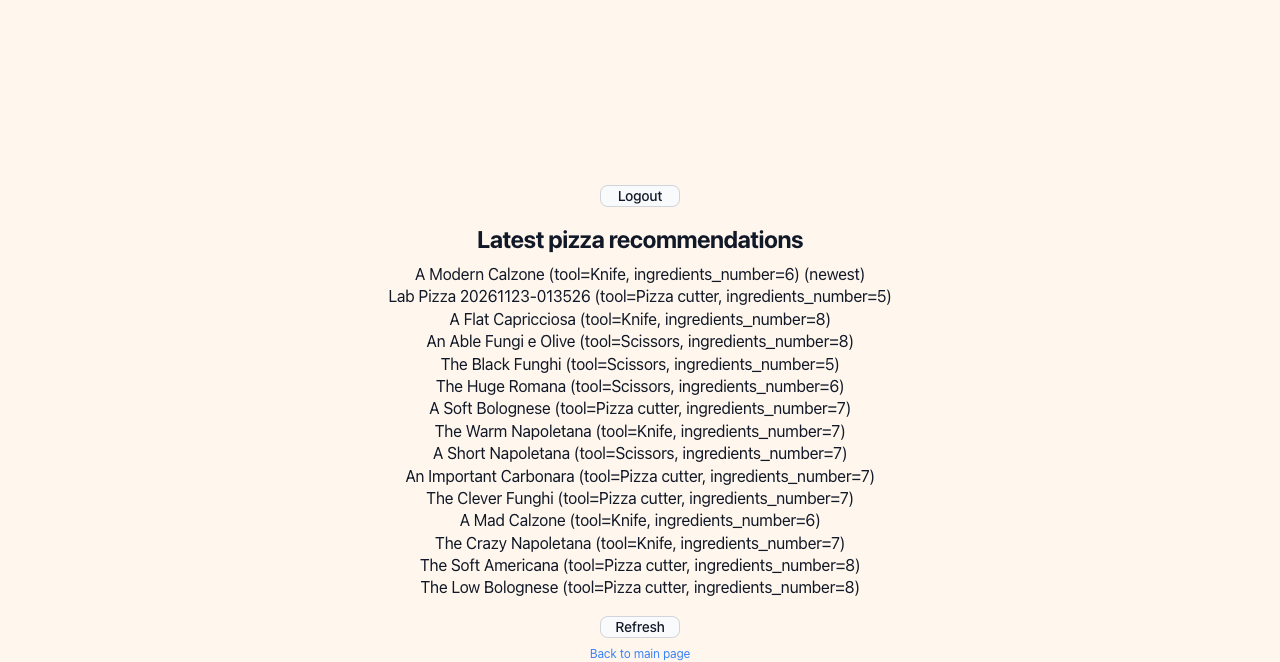 Logout
Latest pizza recommendations
A Modern Calzone (tool=Knife, ingredients_number=6) (newest)
Lab Pizza 20261123-013526 (tool=Pizza cutter, ingredients_number=5)
A Flat Capricciosa (tool=Knife, ingredients_number=8)
An Able Fungi e Olive (tool=Scissors, ingredients_number=8)
The Black Funghi (tool=Scissors, ingredients_number=5)
The Huge Romana (tool=Scissors, ingredients_number=6)
A Soft Bolognese (tool=Pizza cutter, ingredients_number=7)
The Warm Napoletana (tool=Knife, ingredients_number=7)
A Short Napoletana (tool=Scissors, ingredients_number=7)
An Important Carbonara (tool=Pizza cutter, ingredients_number=7)
The Clever Funghi (tool=Pizza cutter, ingredients_number=7)
A Mad Calzone (tool=Knife, ingredients_number=6)
The Crazy Napoletana (tool=Knife, ingredients_number=7)
The Soft Americana (tool=Pizza cutter, ingredients_number=8)
The Low Bolognese (tool=Pizza cutter, ingredients_number=8)
Refresh
Back to main page